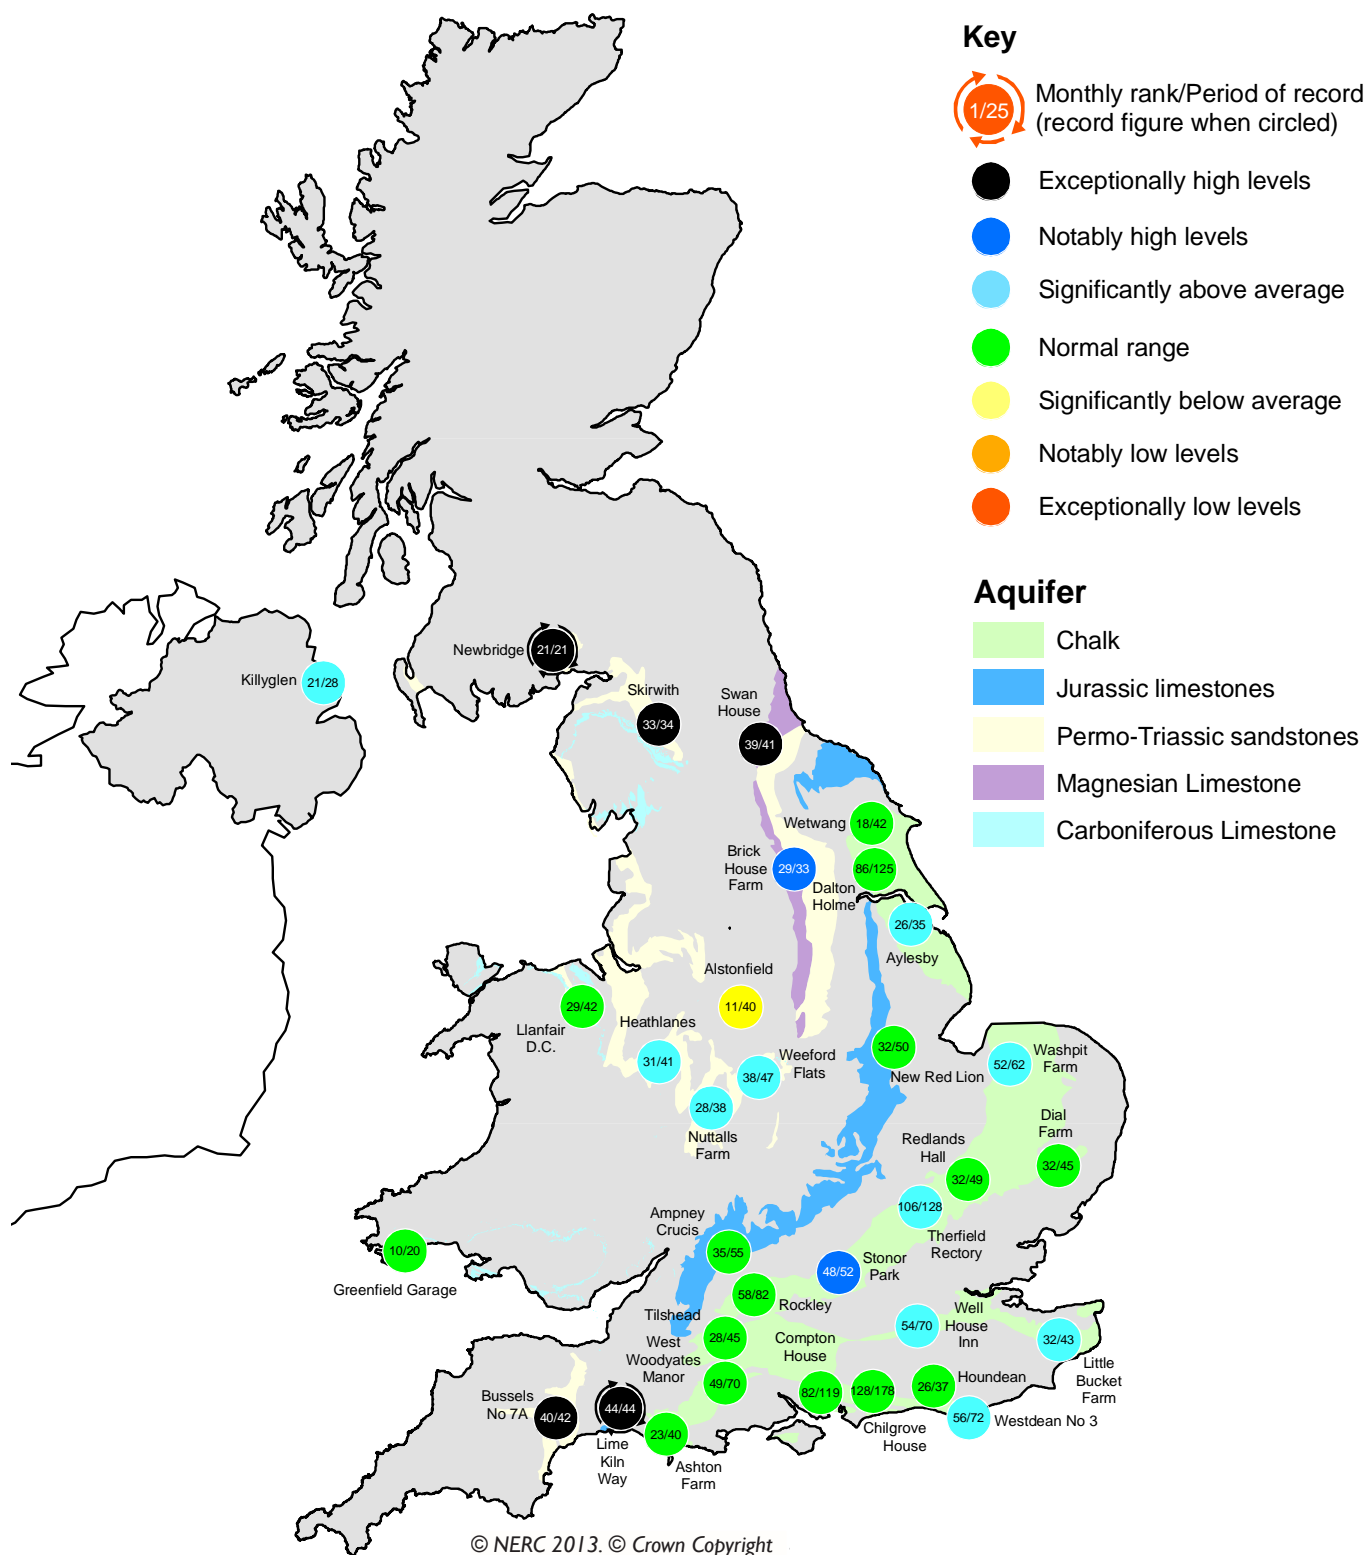 Key
1/25
Monthly rank/Period of record
(record figure when circled)
Exceptionally high levels
Notably high levels
Significantly above average
Normal range
Significantly below average
Notably low levels
Exceptionally low levels
Aquifer
Chalk
Jurassic limestones
Permo-Triassic sandstones
Magnesian Limestone
Carboniferous Limestone
Newbridge
21/21
Killyglen
21/28
Skirwith
33/34
Swan
House
39/41
Wetwang
18/42
Brick
House
Farm
29/33
86/125
Dalton
Holme
26/35
Aylesby
Alstonfield
11/40
29/42
Llanfair
D.C.
Heathlanes
31/41
Weeford
Flats
38/47
28/38
Nuttalls
Farm
32/50
New Red Lion
Washpit
Farm
52/62
Dial
Farm
32/45
Redlands
Hall
32/49
106/128
Therfield
Rectory
Ampney
Crucis
35/55
10/20
Greenfield Garage
48/52
Stonor
Park
58/82
Rockley
Tilshead
28/45
West
Woodyates
Manor
49/70
Compton
House
82/119
Well
House
Inn
54/70
32/43
Little
Bucket
Farm
128/178
Chilgrove
House
26/37
Houndean
56/72
Westdean No 3
Bussels
No 7A
40/42
44/44
Lime
Kiln
Way
23/40
Ashton
Farm
© NERC 2013. © Crown Copyright